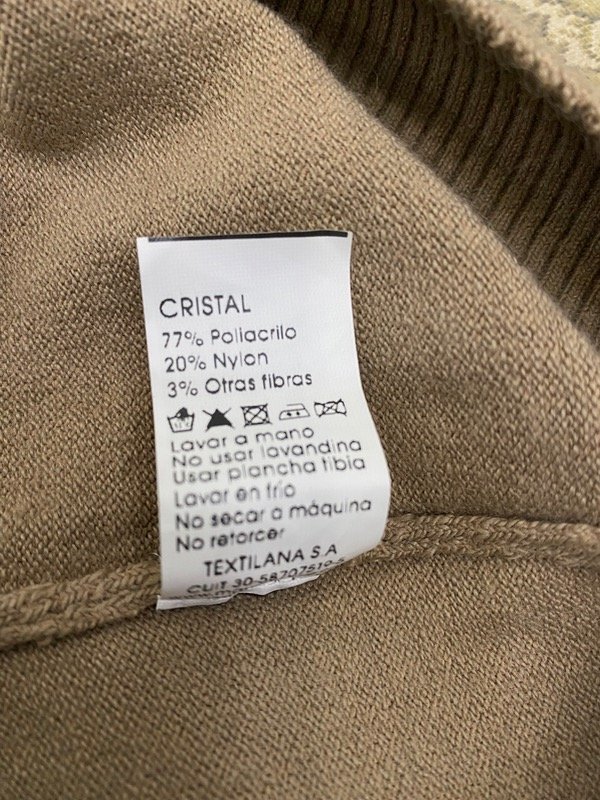 CRISTAL
77% Poliacrilo
20% Nylon
3% Otras fibras
Lavar a mano
No usar lavandina
Usar plancha tibia
Lavar en frío
No secar a máquina
No retorcer
TEXTILANA S.A
CUIT 30-58707519-